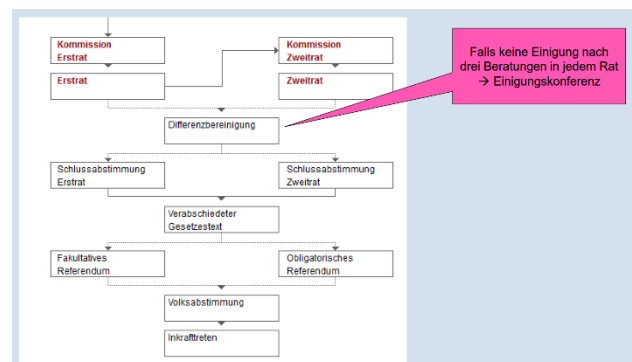 Kommission
Erstrat
Kommission
Zweitrat
Erstrat
Zweitrat
Falls keine Einigung nach
drei Beratungen in jedem Rat
→ Einigungskonferenz
Differenzbereinigung
Schlussabstimmung
Erstrat
Schlussabstimmung
Zweitrat
Verabschiedeter
Gesetzestext
Fakultatives
Referendum
Obligatorisches
Referendum
Volksabstimmung
Inkrafttreten